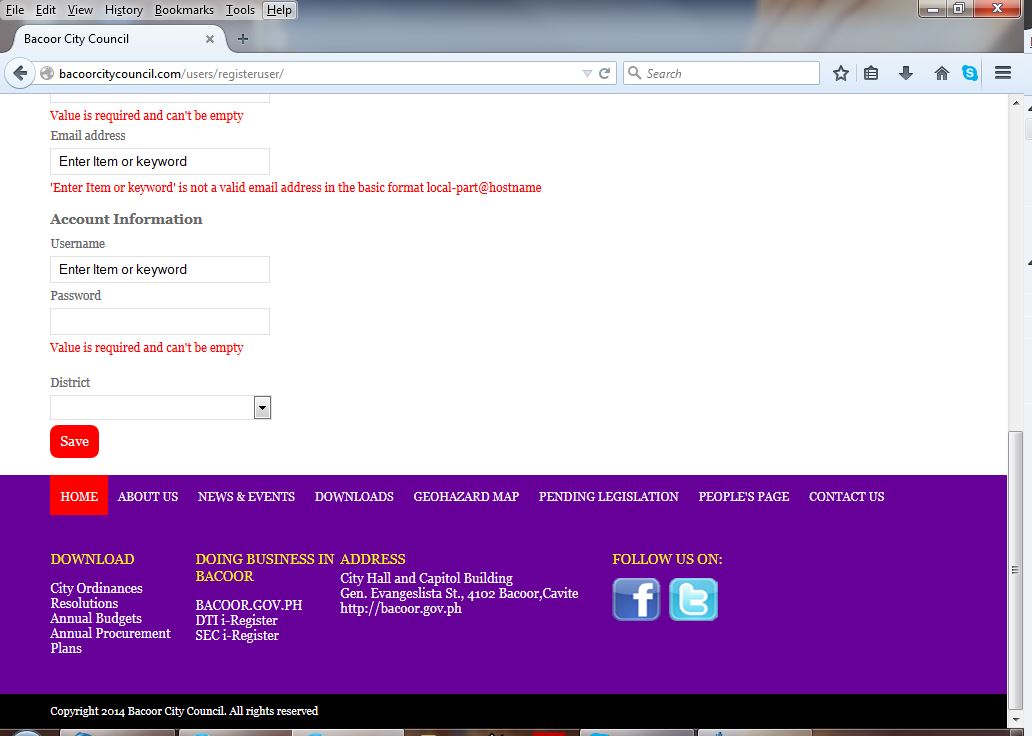 File Edit View History Bookmarks Tools Help
Bacoor City Council
bacoorcitycouncil.com/users/registeruser/
Search
Value is required and can't be empty
Email address
Enter Item or keyword
'Enter Item or keyword' is not a valid email address in the basic format local-part@hostname
Account Information
Username
Enter Item or keyword
Password
Value is required and can't be empty
District
Save
HOME ABOUT US NEWS & EVENTS DOWNLOADS GEOHAZARD MAP PENDING LEGISLATION PEOPLE'S PAGE CONTACT US
DOWNLOAD
City Ordinances
Resolutions
Annual Budgets
Annual Procurement
Plans
DOING BUSINESS IN
BACOOR
BACOOR.GOV.PH
DTI i-Register
SEC i-Register
ADDRESS
City Hall and Capitol Building
Gen. Evangeslista St., 4102 Bacoor,Cavite
http://bacoor.gov.ph
FOLLOW US ON:
Copyright 2014 Bacoor City Council. All rights reserved